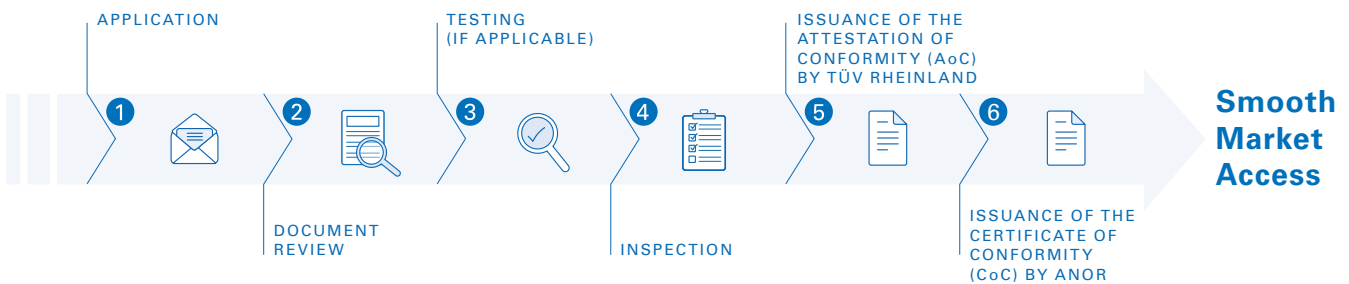 APPLICATION
1
DOCUMENT
REVIEW
2
TESTING
(IF APPLICABLE)
3
INSPECTION
4
ISSUANCE OF THE
ATTESTATION OF
CONFORMITY (AoC)
BY TÜV RHEINLAND
5
ISSUANCE OF THE
CERTIFICATE OF
CONFORMITY
(CoC) BY ANOR
6
Smooth
Market
Access